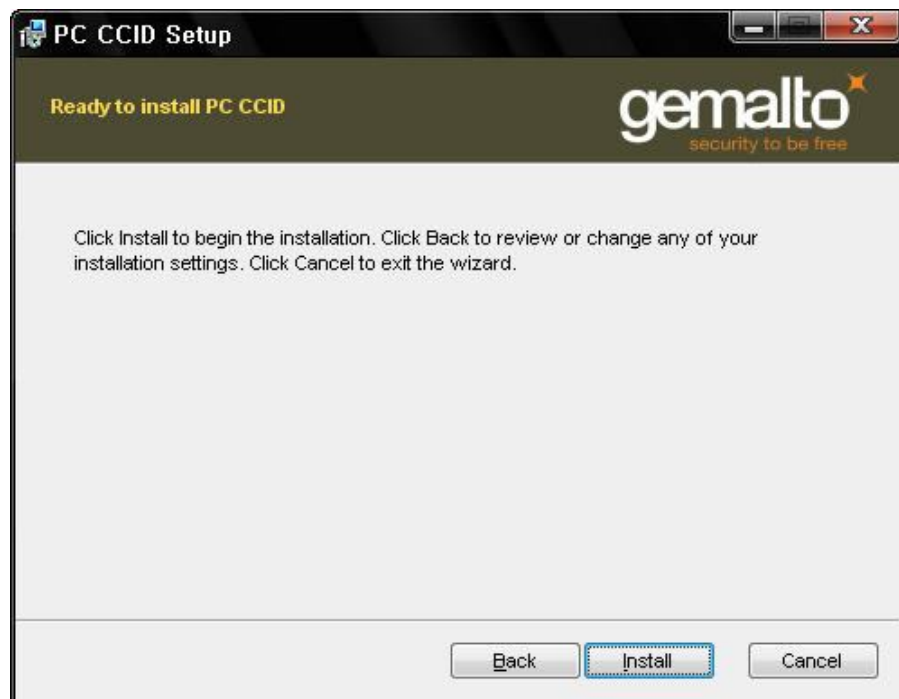 PC CCID Setup
Ready to install PC CCID
gemalto
security to be free
Click Install to begin the installation. Click Back to review or change any of your
installation settings. Click Cancel to exit the wizard.
Back
Install
Cancel